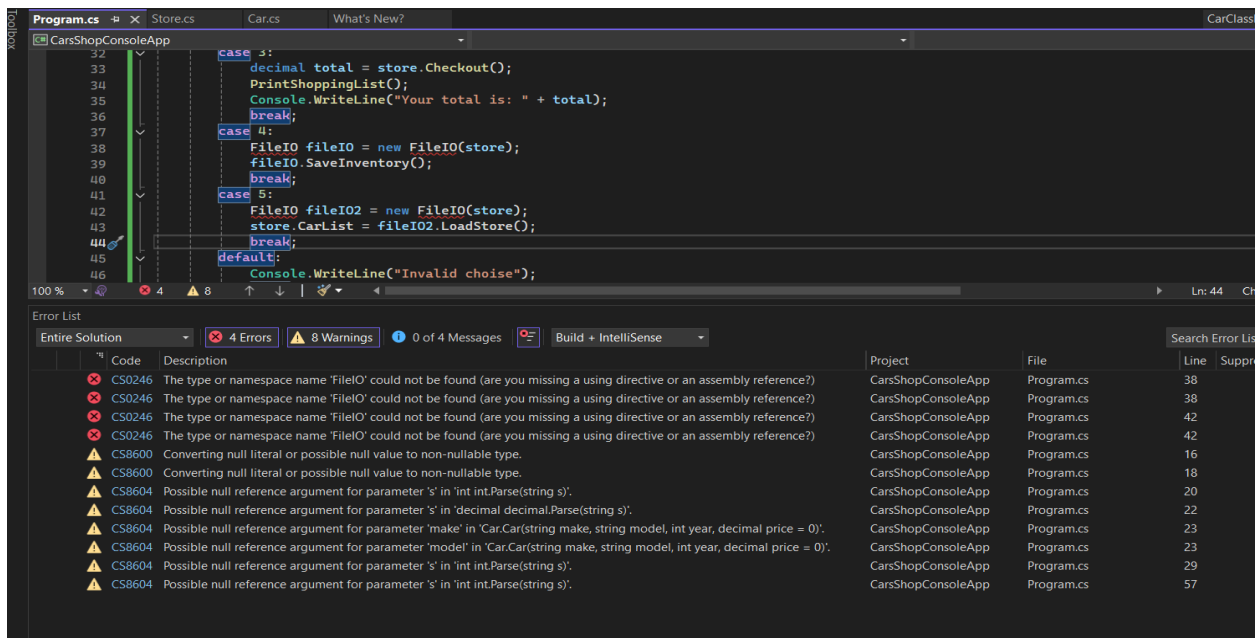 Toolbox
Program.cs Store.cs Car.cs What's New? CarClass
C# CarsShopConsoleApp
32 case 3:
33 decimal total = store.Checkout();
34 PrintShoppingList();
35 Console.WriteLine("Your total is: " + total);
36 break;
37 case 4:
38 FileIO fileIO = new FileIO(store);
39 fileIO.SaveInventory();
40 break;
41 case 5:
42 FileIO fileIO2 = new FileIO(store);
43 store.CarList = fileIO2.LoadStore();
44 break;
45 default:
46 Console.WriteLine("Invalid choise");
100 % 4 8 Ln: 44 Ch
Error List
Entire Solution 4 Errors 8 Warnings 0 of 4 Messages Build + IntelliSense Search Error Lis
Code Description Project File Line Suppre
CS0246 The type or namespace name 'FileIO' could not be found (are you missing a using directive or an assembly reference?) CarsShopConsoleApp Program.cs 38
CS0246 The type or namespace name 'FileIO' could not be found (are you missing a using directive or an assembly reference?) CarsShopConsoleApp Program.cs 38
CS0246 The type or namespace name 'FileIO' could not be found (are you missing a using directive or an assembly reference?) CarsShopConsoleApp Program.cs 42
CS0246 The type or namespace name 'FileIO' could not be found (are you missing a using directive or an assembly reference?) CarsShopConsoleApp Program.cs 42
CS8600 Converting null literal or possible null value to non-nullable type. CarsShopConsoleApp Program.cs 16
CS8600 Converting null literal or possible null value to non-nullable type. CarsShopConsoleApp Program.cs 18
CS8604 Possible null reference argument for parameter 's' in 'int int.Parse(string s)'. CarsShopConsoleApp Program.cs 20
CS8604 Possible null reference argument for parameter 's' in 'decimal decimal.Parse(string s)'. CarsShopConsoleApp Program.cs 22
CS8604 Possible null reference argument for parameter 'make' in 'Car.Car(string make, string model, int year, decimal price = 0)'. CarsShopConsoleApp Program.cs 23
CS8604 Possible null reference argument for parameter 'model' in 'Car.Car(string make, string model, int year, decimal price = 0)'. CarsShopConsoleApp Program.cs 23
CS8604 Possible null reference argument for parameter 's' in 'int int.Parse(string s)'. CarsShopConsoleApp Program.cs 29
CS8604 Possible null reference argument for parameter 's' in 'int int.Parse(string s)'. CarsShopConsoleApp Program.cs 57